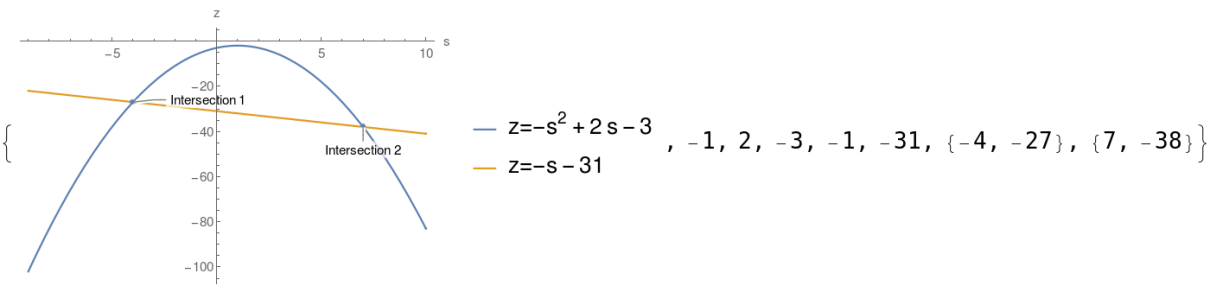 z
s
−5
5
10
−20
−40
−60
−80
−100
Intersection 1
Intersection 2
{
z=−s² + 2 s − 3
z=−s − 31
, −1, 2, −3, −1, −31, {−4, −27}, {7, −38}}